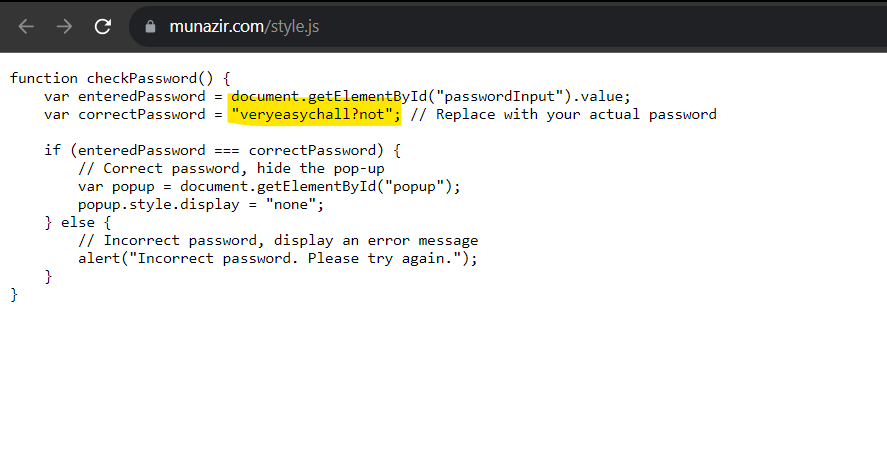 munazir.com/style.js
function checkPassword() {
    var enteredPassword = document.getElementById("passwordInput").value;
    var correctPassword = "veryeasychall?not"; // Replace with your actual password
    if (enteredPassword === correctPassword) {
        // Correct password, hide the pop-up
        var popup = document.getElementById("popup");
        popup.style.display = "none";
    } else {
        // Incorrect password, display an error message
        alert("Incorrect password. Please try again.");
    }
}